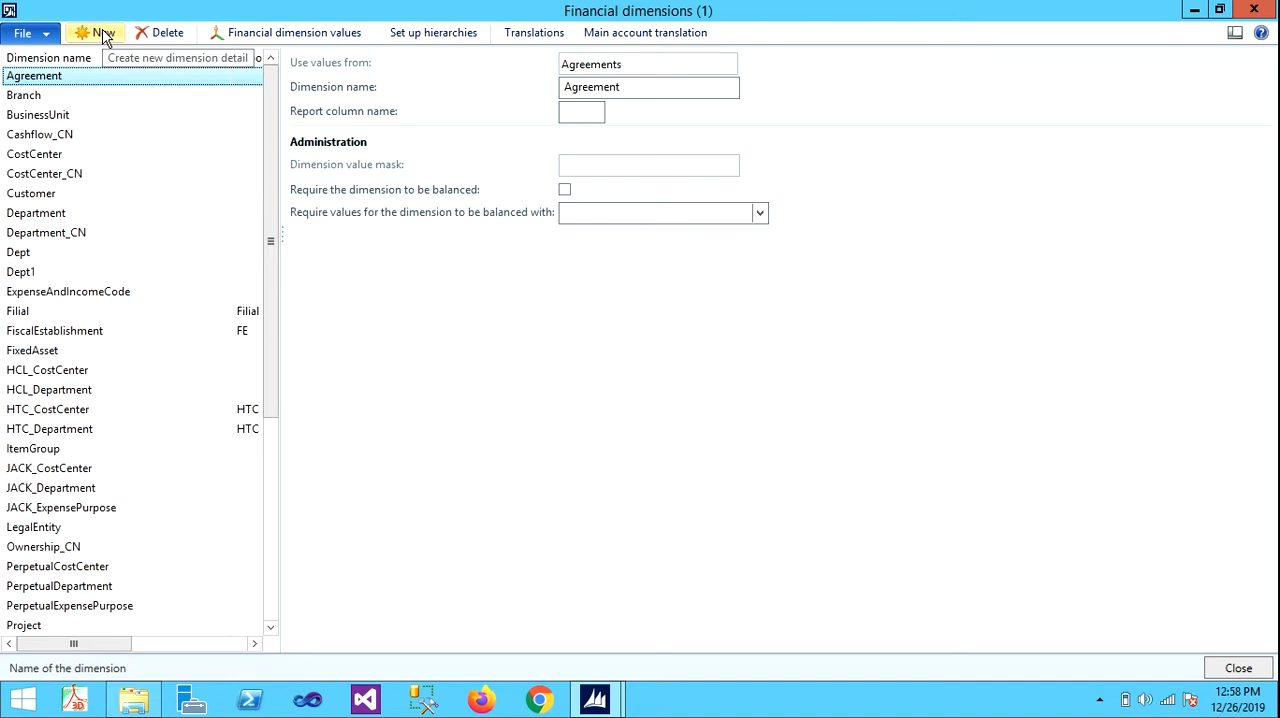 Financial dimensions (1)
File New Delete Financial dimension values Set up hierarchies Translations Main account translation
Dimension name
Create new dimension detail
Agreement
Branch
BusinessUnit
Cashflow_CN
CostCenter
CostCenter_CN
Customer
Department
Department_CN
Dept
Dept1
ExpenseAndIncomeCode
Filial Filial
FiscalEstablishment FE
FixedAsset
HCL_CostCenter
HCL_Department
HTC_CostCenter HTC
HTC_Department HTC
ItemGroup
JACK_CostCenter
JACK_Department
JACK_ExpensePurpose
LegalEntity
Ownership_CN
PerpetualCostCenter
PerpetualDepartment
PerpetualExpensePurpose
Project
Use values from: Agreements
Dimension name: Agreement
Report column name:
Administration
Dimension value mask:
Require the dimension to be balanced:
Require values for the dimension to be balanced with:
Name of the dimension
Close
12:58 PM
12/26/2019